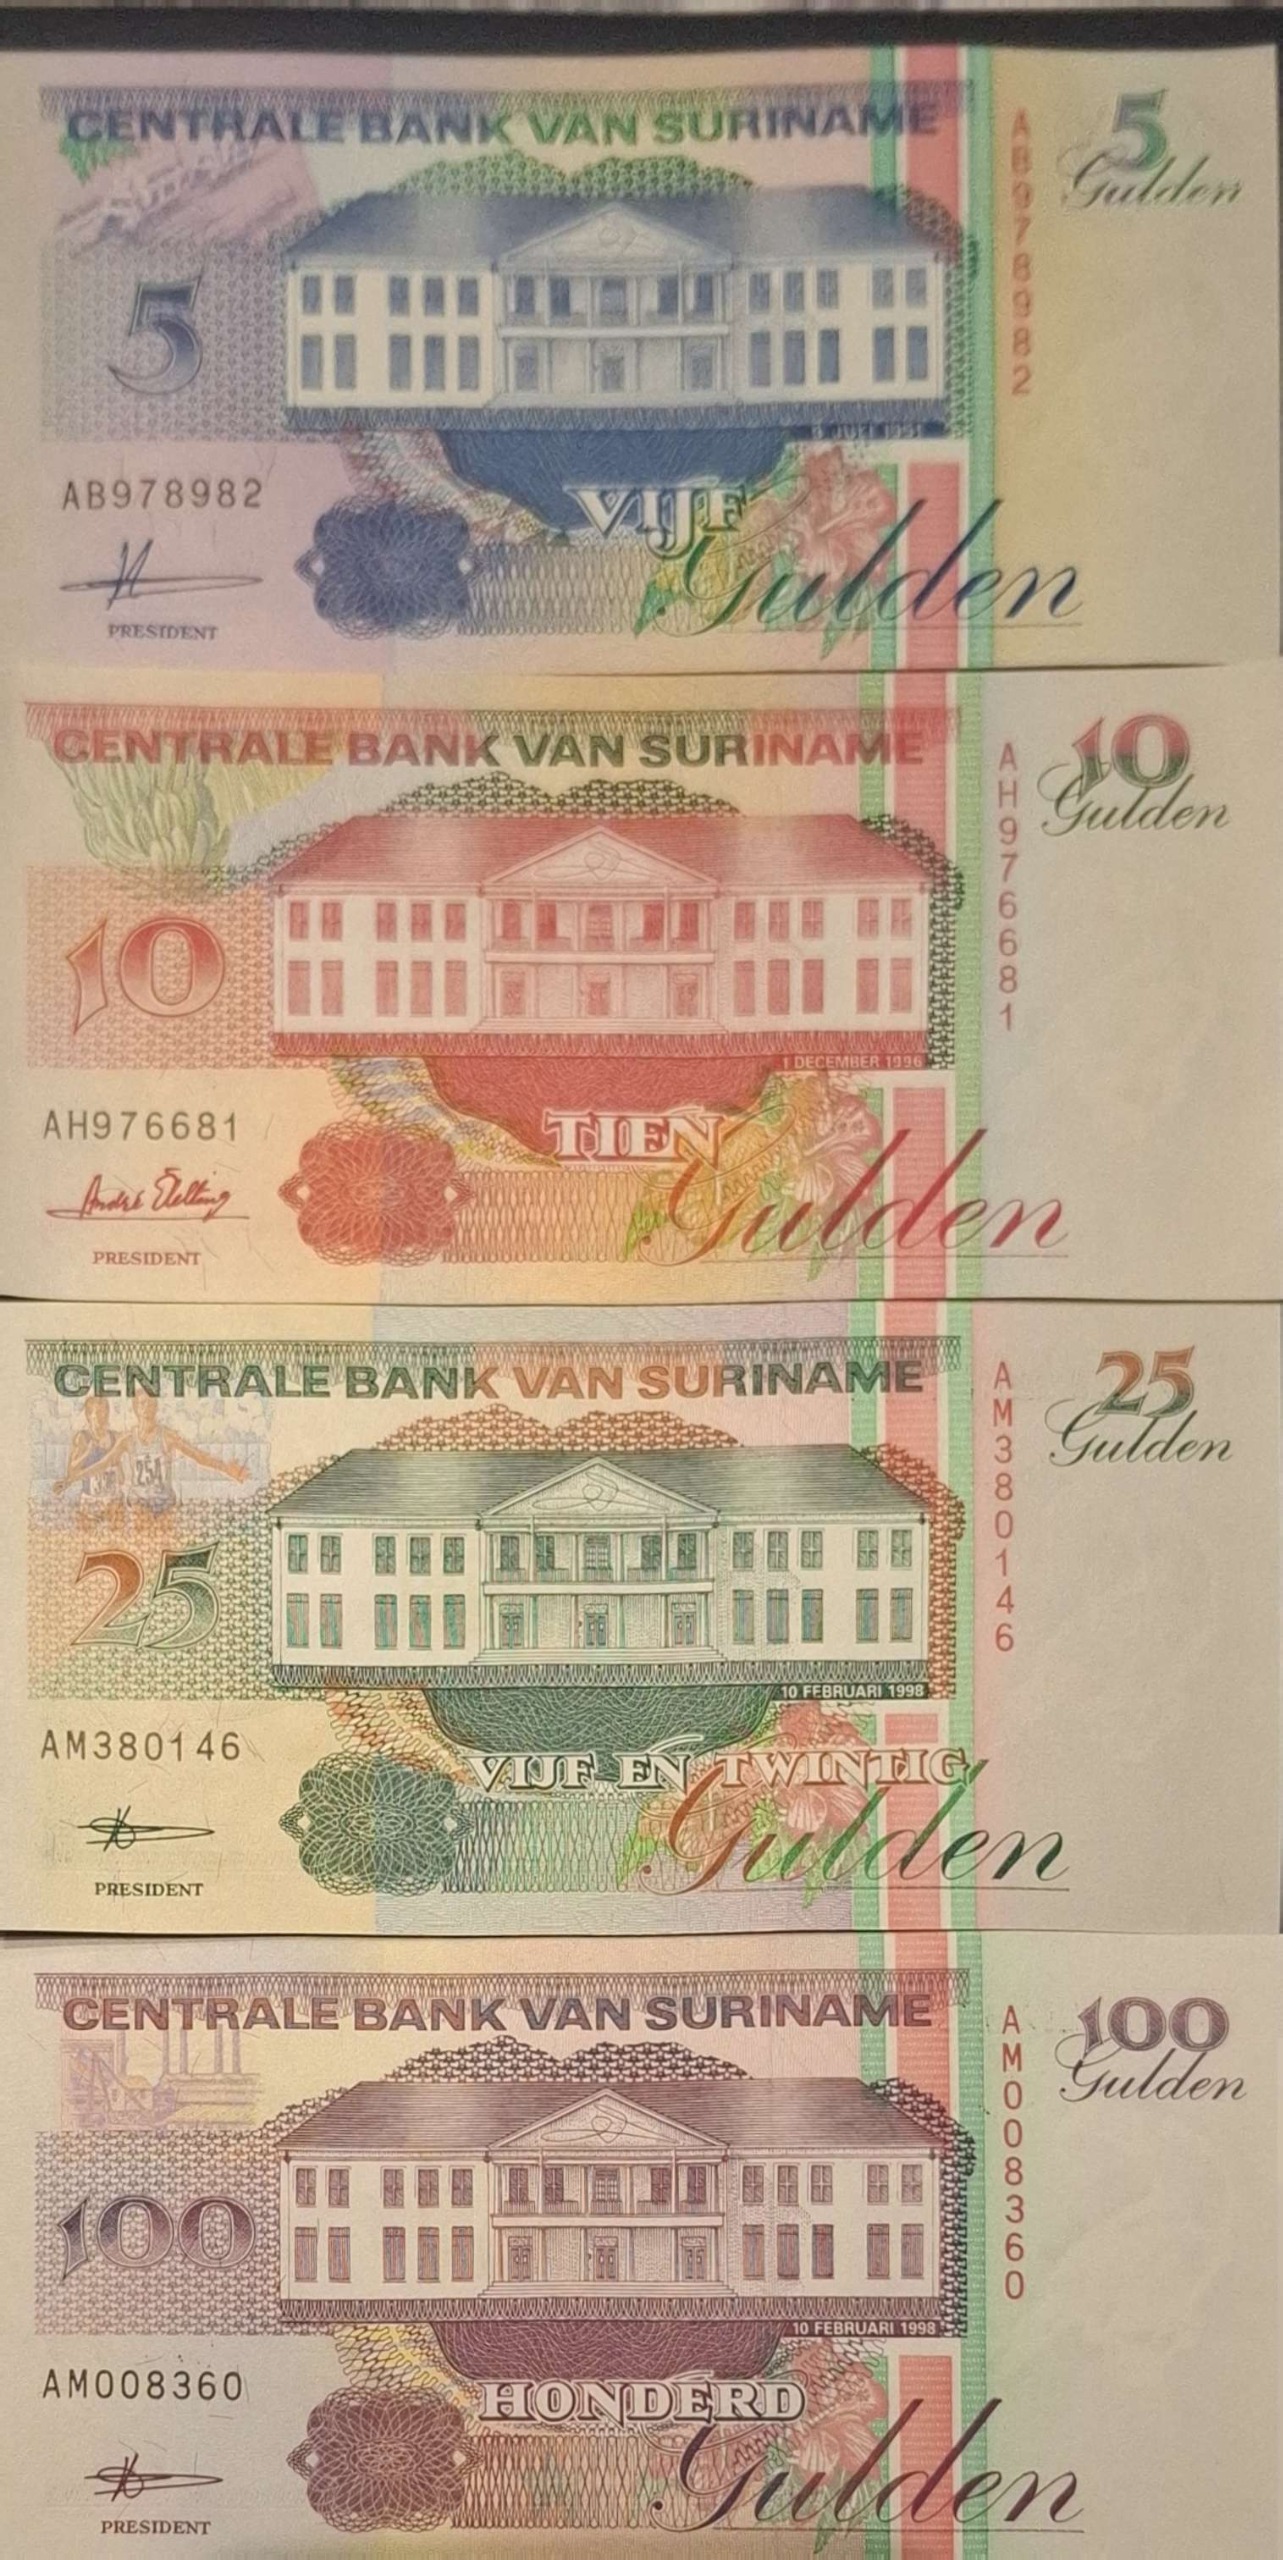 CENTRALE BANK VAN SURINAME
5
Gulden
AB978982
5
AB978982
VIJF
Gulden
PRESIDENT
CENTRALE BANK VAN SURINAME
10
Gulden
AH976681
10
1 DECEMBER 1996
AH976681
TIEN
Gulden
PRESIDENT
CENTRALE BANK VAN SURINAME
25
Gulden
AM380146
254
25
10 FEBRUARI 1998
AM380146
VIJF EN TWINTIG
Gulden
PRESIDENT
CENTRALE BANK VAN SURINAME
100
Gulden
AM008360
100
10 FEBRUARI 1998
AM008360
HONDERD
Gulden
PRESIDENT